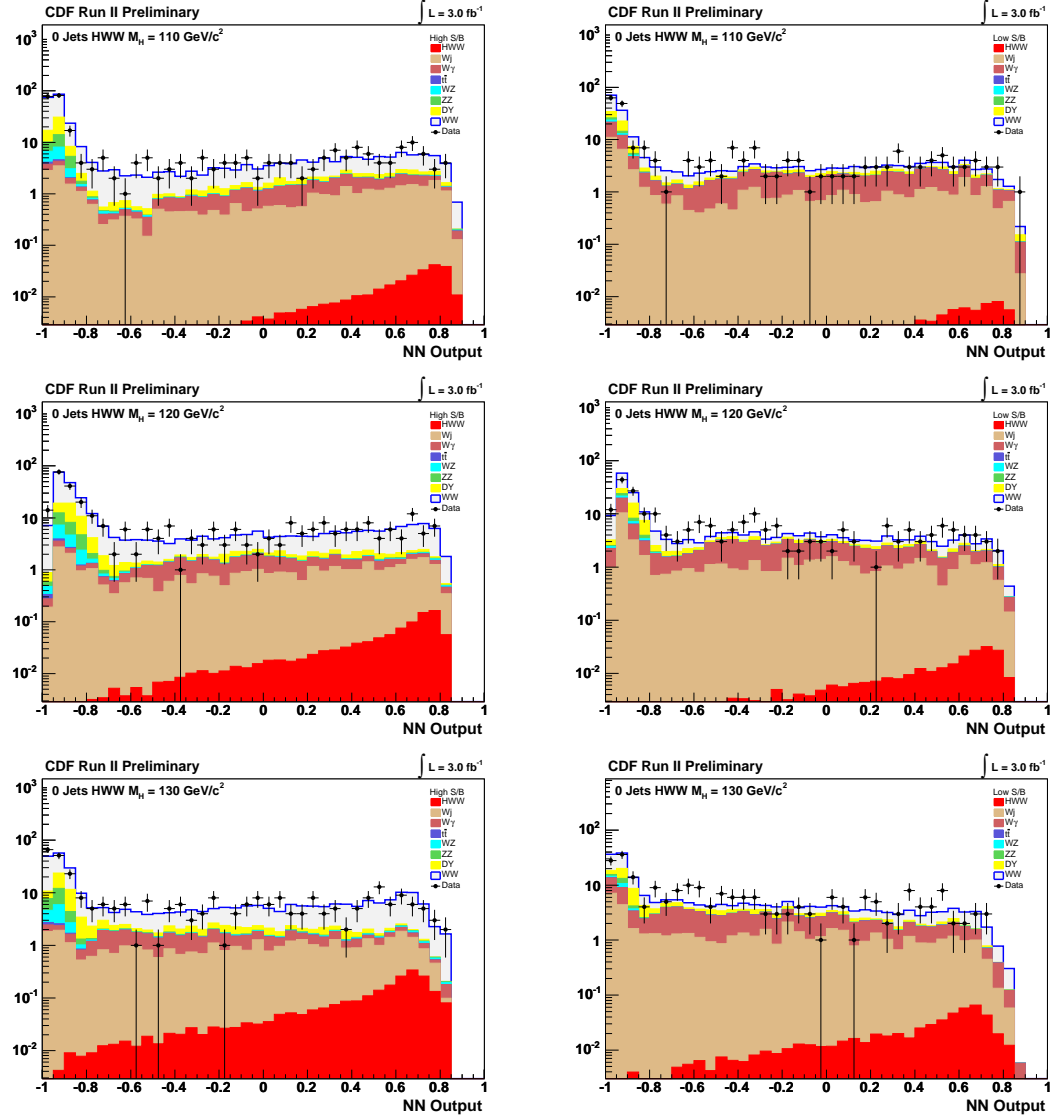 CDF Run II Preliminary
∫ L = 3.0 fb⁻¹
0 Jets HWW M_H = 110 GeV/c²
High S/B
HWW
Wj
Wγ
tt̄
WZ
ZZ
DY
WW
Data
10³
10²
10
1
10⁻¹
10⁻²
-1 -0.8 -0.6 -0.4 -0.2 0 0.2 0.4 0.6 0.8 1
NN Output
CDF Run II Preliminary
∫ L = 3.0 fb⁻¹
0 Jets HWW M_H = 110 GeV/c²
Low S/B
HWW
Wj
Wγ
tt̄
WZ
ZZ
DY
WW
Data
10³
10²
10
1
10⁻¹
10⁻²
-1 -0.8 -0.6 -0.4 -0.2 0 0.2 0.4 0.6 0.8 1
NN Output
CDF Run II Preliminary
∫ L = 3.0 fb⁻¹
0 Jets HWW M_H = 120 GeV/c²
High S/B
HWW
Wj
Wγ
tt̄
WZ
ZZ
DY
WW
Data
10³
10²
10
1
10⁻¹
10⁻²
-1 -0.8 -0.6 -0.4 -0.2 0 0.2 0.4 0.6 0.8 1
NN Output
CDF Run II Preliminary
∫ L = 3.0 fb⁻¹
0 Jets HWW M_H = 120 GeV/c²
Low S/B
HWW
Wj
Wγ
tt̄
WZ
ZZ
DY
WW
Data
10³
10²
10
1
10⁻¹
10⁻²
-1 -0.8 -0.6 -0.4 -0.2 0 0.2 0.4 0.6 0.8 1
NN Output
CDF Run II Preliminary
∫ L = 3.0 fb⁻¹
0 Jets HWW M_H = 130 GeV/c²
High S/B
HWW
Wj
Wγ
tt̄
WZ
ZZ
DY
WW
Data
10³
10²
10
1
10⁻¹
10⁻²
-1 -0.8 -0.6 -0.4 -0.2 0 0.2 0.4 0.6 0.8 1
NN Output
CDF Run II Preliminary
∫ L = 3.0 fb⁻¹
0 Jets HWW M_H = 130 GeV/c²
Low S/B
HWW
Wj
Wγ
tt̄
WZ
ZZ
DY
WW
Data
10²
10
1
10⁻¹
10⁻²
-1 -0.8 -0.6 -0.4 -0.2 0 0.2 0.4 0.6 0.8 1
NN Output